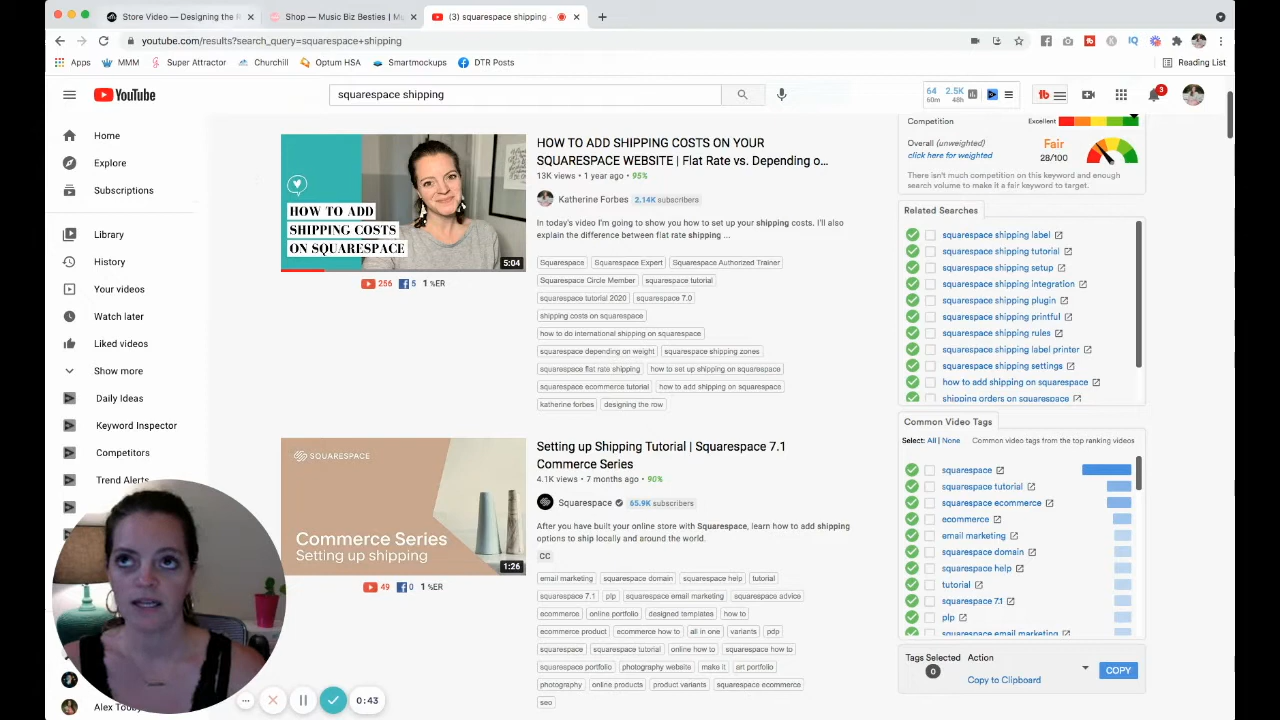 Store Video — Designing the R
Shop — Music Biz Besties | M
(3) squarespace shipping -
youtube.com/results?search_query=squarespace+shipping
Apps
MMM
Super Attractor
Churchill
Optum HSA
Smartmockups
DTR Posts
Reading List
YouTube
squarespace shipping
64 2.5K
60m 48h
tb
IQ
3
Home
Explore
Subscriptions
Library
History
Your videos
Watch later
Liked videos
Show more
Daily Ideas
Keyword Inspector
Competitors
Trend Alerts
Alex Tooby
HOW TO ADD
SHIPPING COSTS
ON SQUARESPACE
5:04
256 5 1 %ER
HOW TO ADD SHIPPING COSTS ON YOUR
SQUARESPACE WEBSITE | Flat Rate vs. Depending o...
13K views • 1 year ago • 95%
Katherine Forbes 2.14K subscribers
In today's video I'm going to show you how to set up your shipping costs. I'll also
explain the difference between flat rate shipping ...
Squarespace Squarespace Expert Squarespace Authorized Trainer
Squarespace Circle Member squarespace tutorial
squarespace tutorial 2020 squarespace 7.0
shipping costs on squarespace
how to do international shipping on squarespace
squarespace depending on weight squarespace shipping zones
squarespace flat rate shipping how to set up shipping on squarespace
squarespace ecommerce tutorial how to add shipping on squarespace
katherine forbes designing the row
SQUARESPACE
Commerce Series
Setting up shipping
1:26
49 0 1 %ER
Setting up Shipping Tutorial | Squarespace 7.1
Commerce Series
4.1K views • 7 months ago • 90%
Squarespace 65.9K subscribers
After you have built your online store with Squarespace, learn how to add shipping
options to ship locally and around the world.
CC
email marketing squarespace domain squarespace help tutorial
squarespace 7.1 plp squarespace email marketing squarespace advice
ecommerce online portfolio designed templates how to
ecommerce product ecommerce how to all in one variants pdp
squarespace squarespace tutorial online how to squarespace how to
squarespace portfolio photography website make it art portfolio
photography online products product variants squarespace ecommerce
seo
Competition Excellent
Overall (unweighted) Fair
click here for weighted 28/100
There isn't much competition on this keyword and enough
search volume to make it a fair keyword to target.
Related Searches
squarespace shipping label
squarespace shipping tutorial
squarespace shipping setup
squarespace shipping integration
squarespace shipping plugin
squarespace shipping printful
squarespace shipping rules
squarespace shipping label printer
squarespace shipping settings
how to add shipping on squarespace
shipping orders on squarespace
Common Video Tags
Select: All | None Common video tags from the top ranking videos
squarespace
squarespace tutorial
squarespace ecommerce
ecommerce
email marketing
squarespace domain
squarespace help
tutorial
squarespace 7.1
plp
squarespace email marketing
Tags Selected Action
0 Copy to Clipboard
COPY
0:43